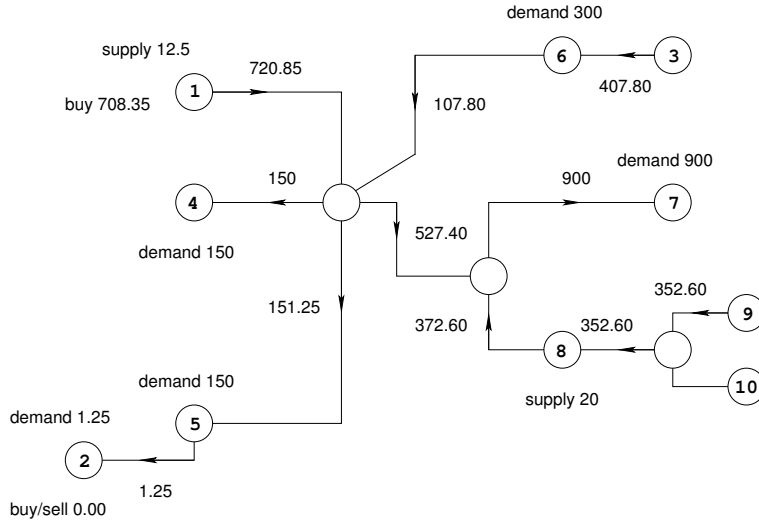 demand 300
supply 12.5
720.85
6
3
407.80
buy 708.35
1
107.80
demand 900
150
900
4
7
527.40
demand 150
151.25
352.60
9
372.60
352.60
8
demand 150
10
supply 20
demand 1.25
5
2
1.25
buy/sell 0.00